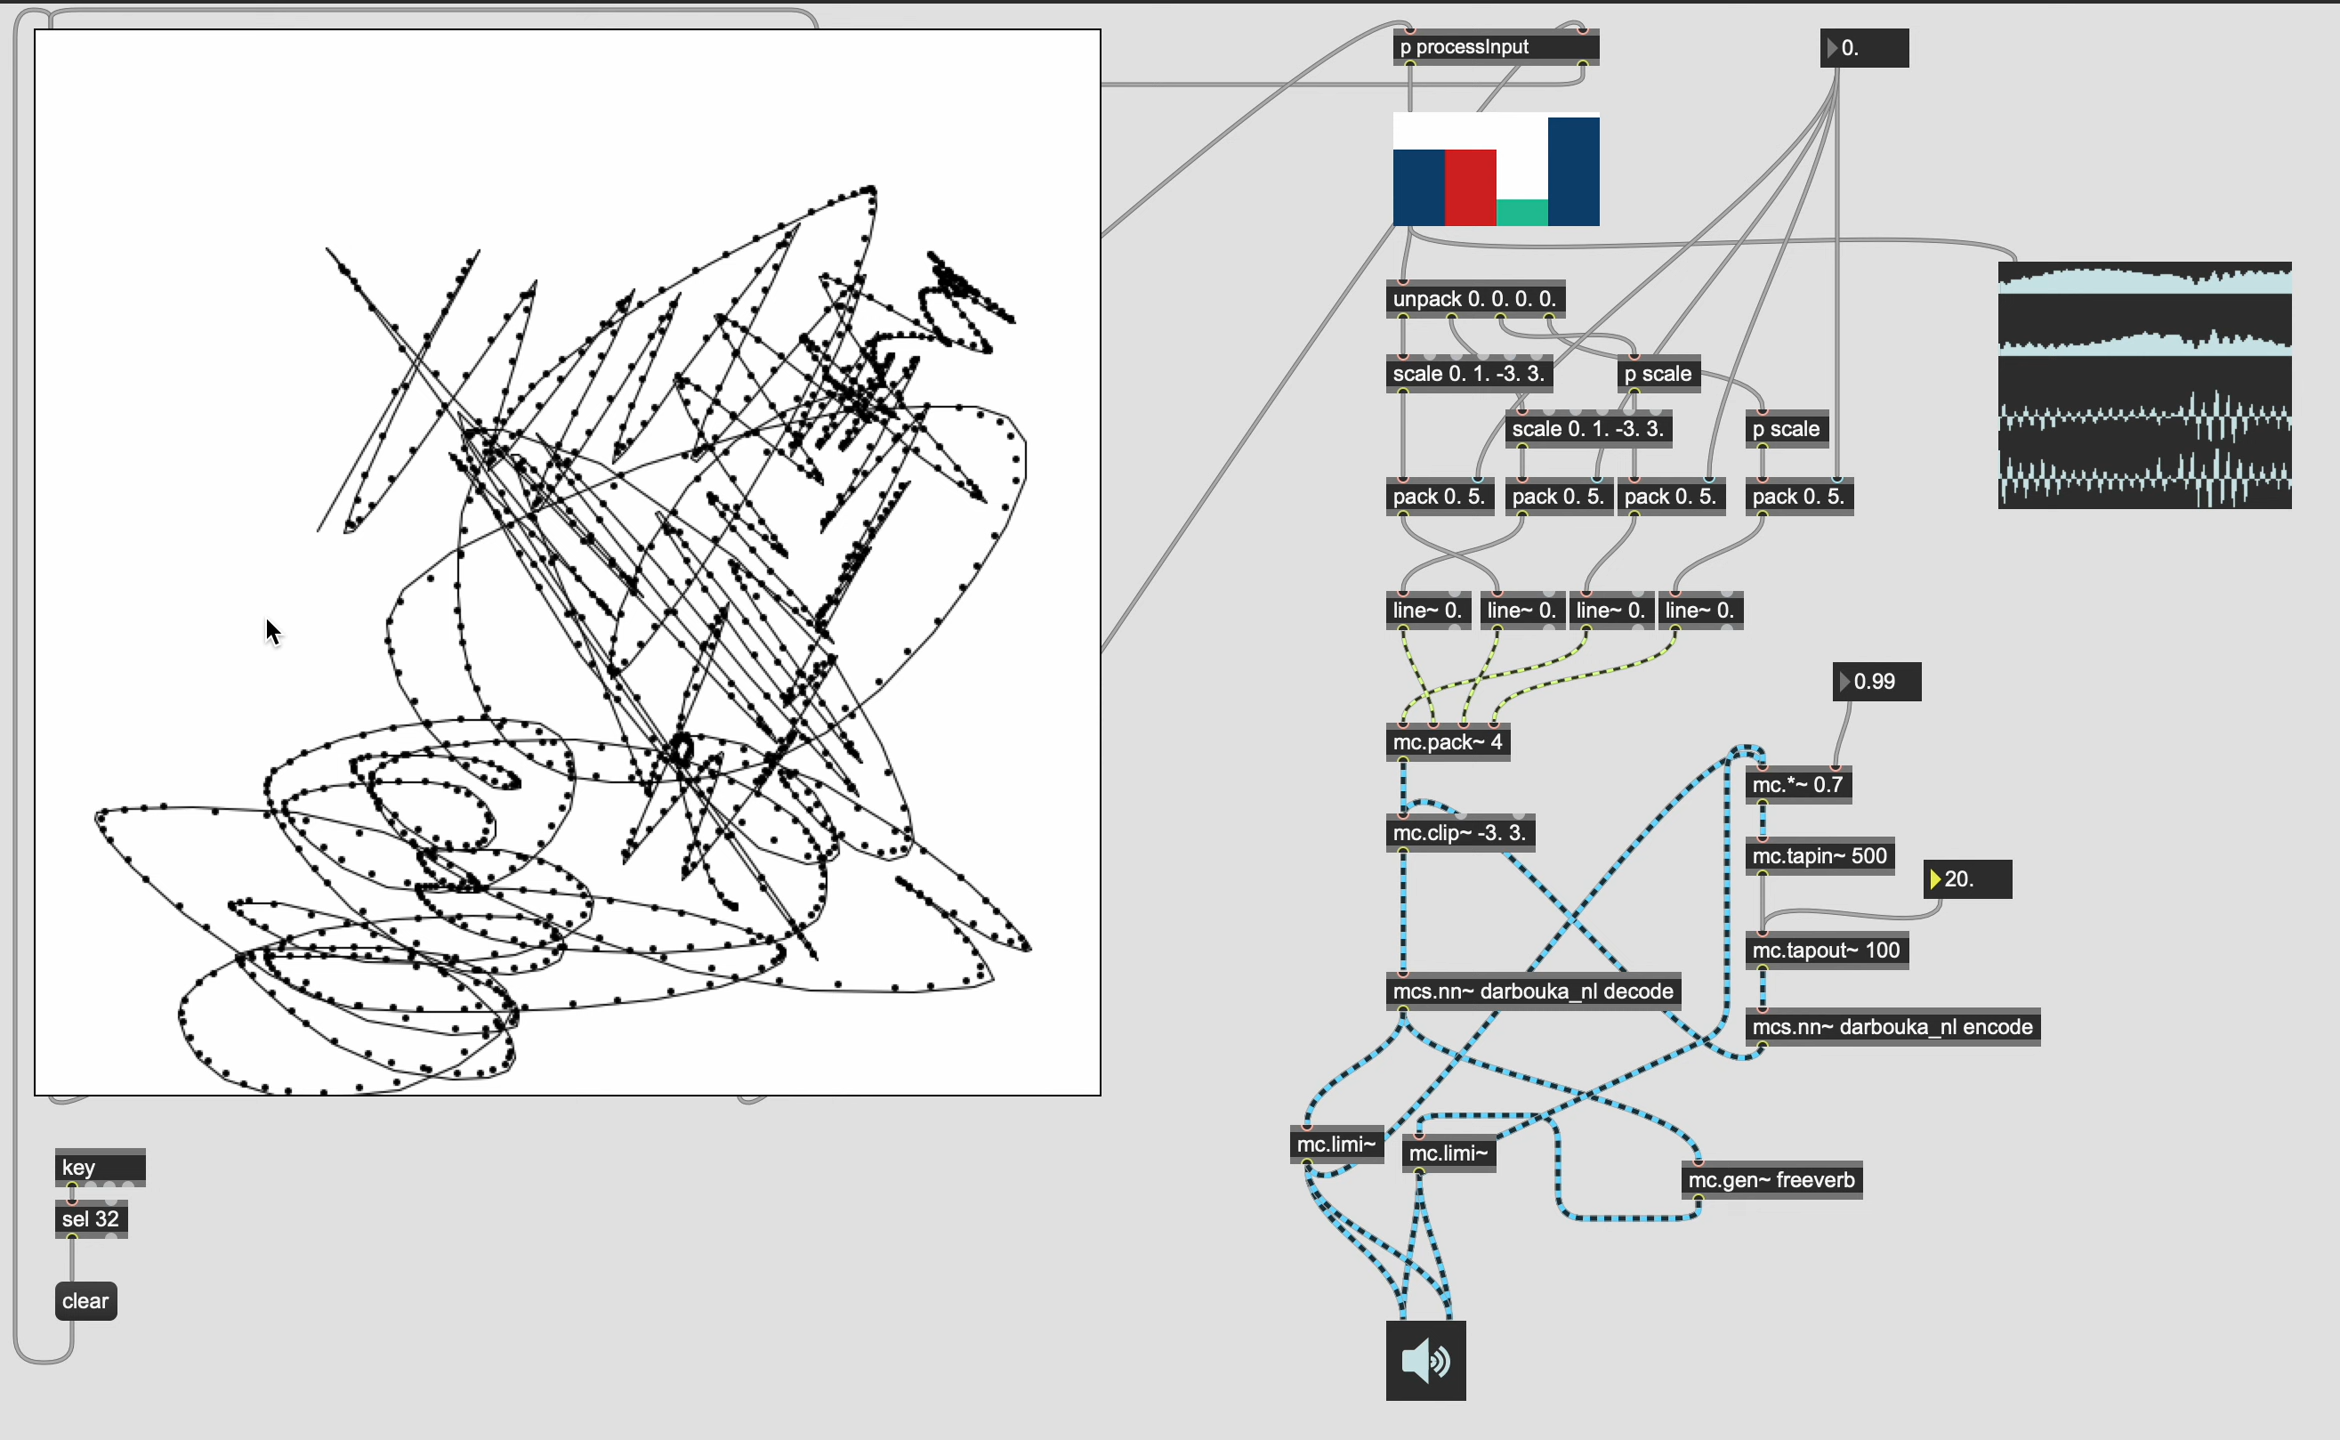 p processInput
0.
unpack 0. 0. 0. 0.
scale 0. 1. -3. 3.
p scale
scale 0. 1. -3. 3.
p scale
pack 0. 5.
pack 0. 5.
pack 0. 5.
pack 0. 5.
line~ 0.
line~ 0.
line~ 0.
line~ 0.
0.99
mc.pack~ 4
mc.*~ 0.7
mc.clip~ -3. 3.
mc.tapin~ 500
20.
mc.tapout~ 100
mcs.nn~ darbouka_nl decode
mcs.nn~ darbouka_nl encode
mc.limi~
mc.limi~
mc.gen~ freeverb
key
sel 32
clear